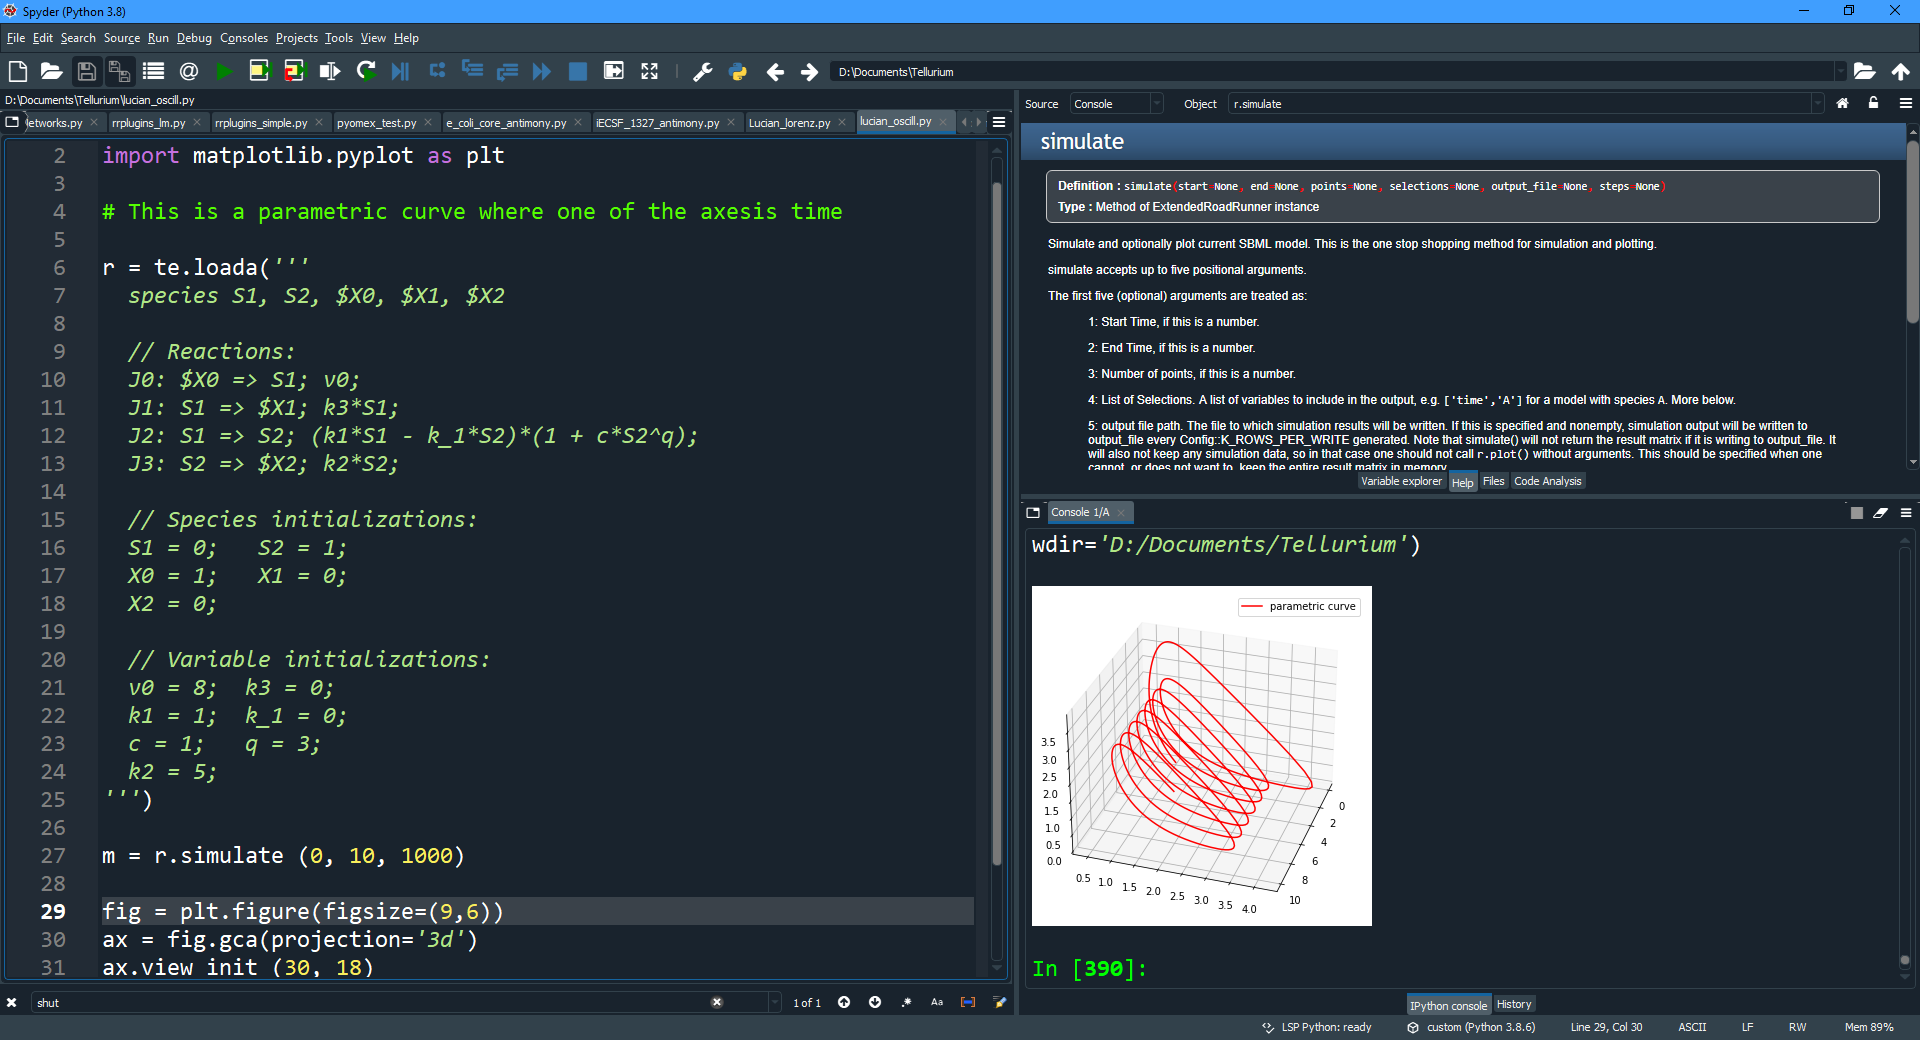 Spyder (Python 3.8)
File Edit Search Source Run Debug Consoles Projects Tools View Help
D:\Documents\Tellurium
D:\Documents\Tellurium\lucian_oscill.py
etworks.py rrplugins_lm.py rrplugins_simple.py pyomex_test.py e_coli_core_antimony.py iECSF_1327_antimony.py Lucian_lorenz.py lucian_oscill.py
2 import matplotlib.pyplot as plt
3
4 # This is a parametric curve where one of the axesis time
5
6 r = te.loada('''
7 species S1, S2, $X0, $X1, $X2
8
9 // Reactions:
10 J0: $X0 => S1; v0;
11 J1: S1 => $X1; k3*S1;
12 J2: S1 => S2; (k1*S1 - k_1*S2)*(1 + c*S2^q);
13 J3: S2 => $X2; k2*S2;
14
15 // Species initializations:
16 S1 = 0; S2 = 1;
17 X0 = 1; X1 = 0;
18 X2 = 0;
19
20 // Variable initializations:
21 v0 = 8; k3 = 0;
22 k1 = 1; k_1 = 0;
23 c = 1; q = 3;
24 k2 = 5;
25 ''')
26
27 m = r.simulate (0, 10, 1000)
28
29 fig = plt.figure(figsize=(9,6))
30 ax = fig.gca(projection='3d')
31 ax.view_init (30, 18)
shut
1 of 1
Aa
Source Console Object r.simulate
simulate
Definition : simulate(start None, end None, points None, selections None, output_file None, steps None)
Type : Method of ExtendedRoadRunner instance
Simulate and optionally plot current SBML model. This is the one stop shopping method for simulation and plotting.
simulate accepts up to five positional arguments.
The first five (optional) arguments are treated as:
1: Start Time, if this is a number.
2: End Time, if this is a number.
3: Number of points, if this is a number.
4: List of Selections. A list of variables to include in the output, e.g. ['time','A'] for a model with species A. More below.
5: output file path. The file to which simulation results will be written. If this is specified and nonempty, simulation output will be written to
output_file every Config::K_ROWS_PER_WRITE generated. Note that simulate() will not return the result matrix if it is writing to output_file. It
will also not keep any simulation data, so in that case one should not call r.plot() without arguments. This should be specified when one
cannot, or does not want to, keep the entire result matrix in memory.
Variable explorer Help Files Code Analysis
Console 1/A
wdir='D:/Documents/Tellurium')
parametric curve
3.5
3.0
2.5
2.0
1.5
1.0
0.5
0.0
0.5 1.0 1.5 2.0 2.5 3.0 3.5 4.0
0
2
4
6
8
10
In [390]:
IPython console History
LSP Python: ready custom (Python 3.8.6) Line 29, Col 30 ASCII LF RW Mem 89%